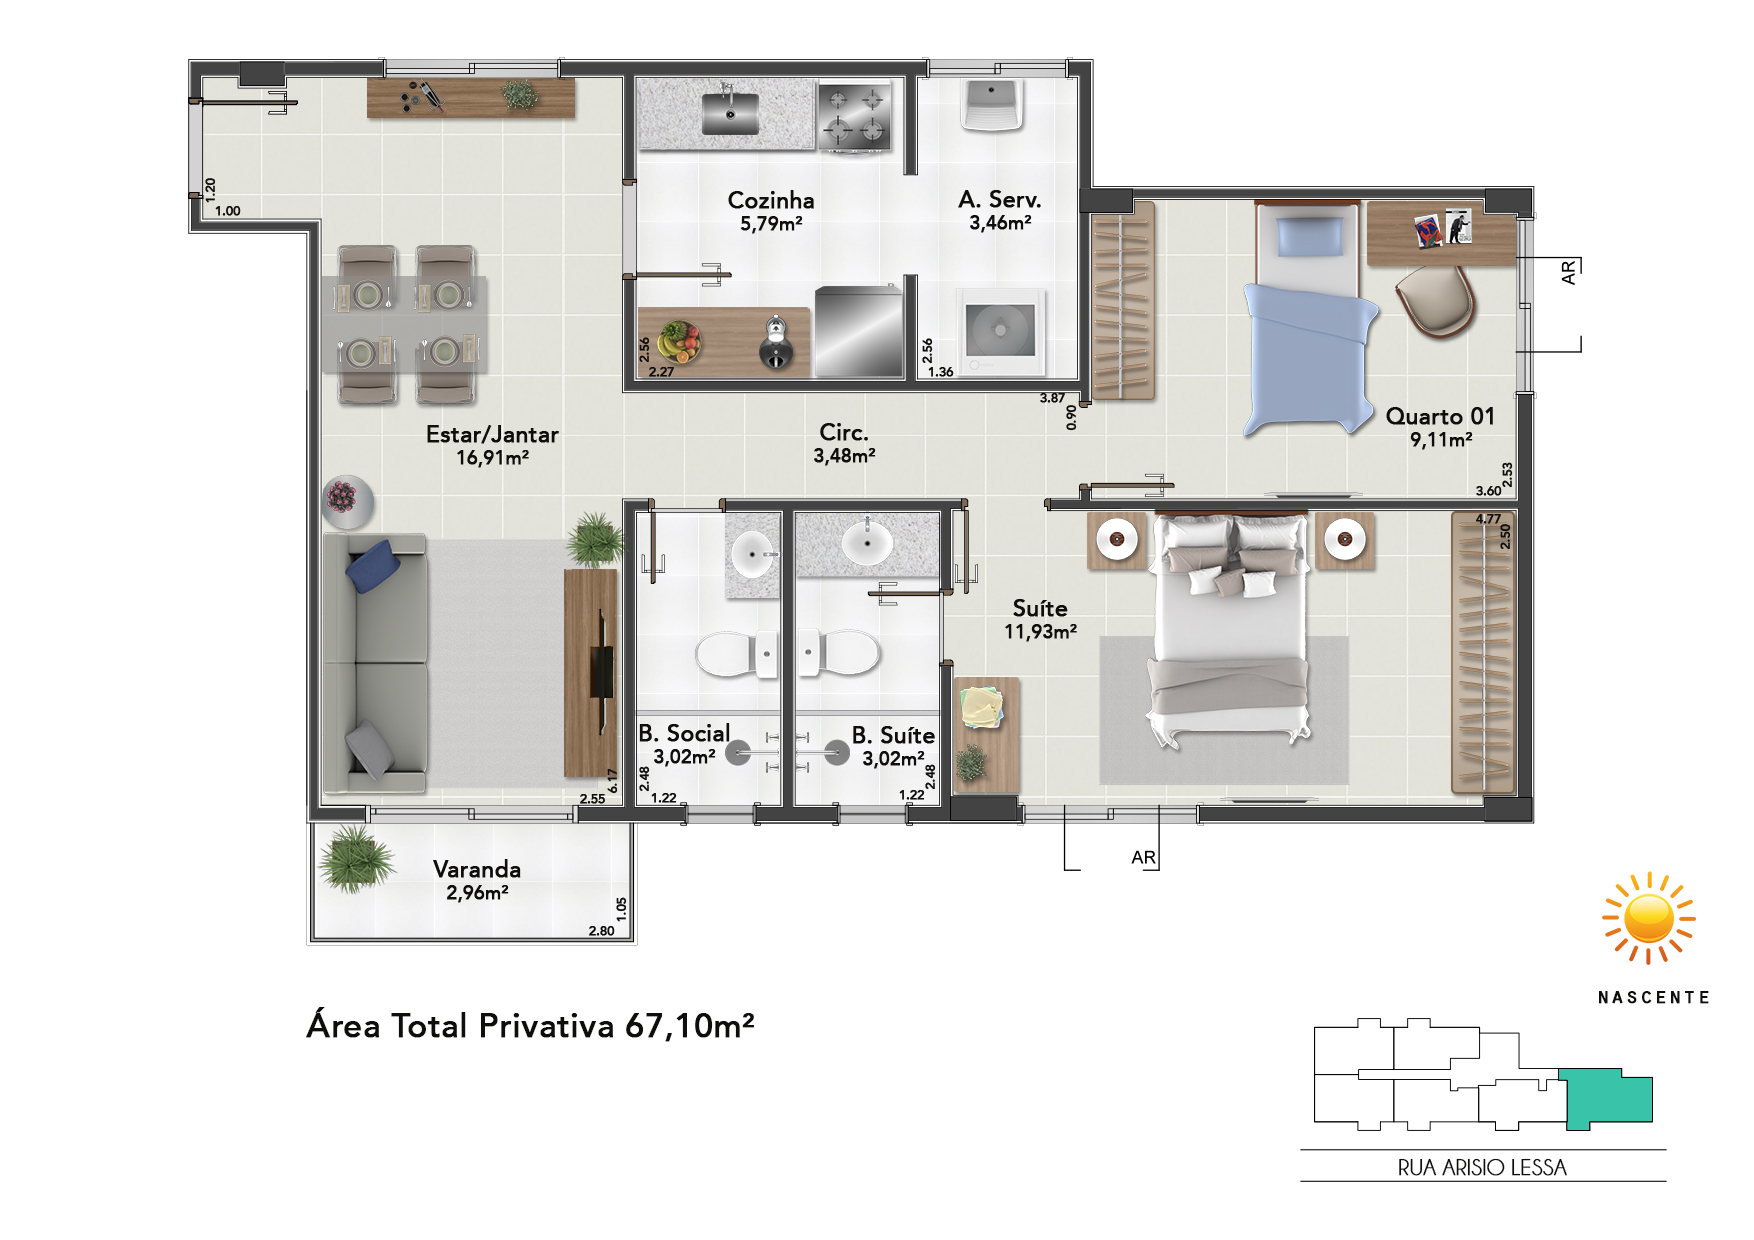 1.20
1.00
Cozinha
5,79m²
2.56
2.27
A. Serv.
3,46m²
2.56
1.36
AR
Quarto 01
9,11m²
2.53
3.60
Estar/Jantar
16,91m²
Circ.
3,48m²
3.87
0.90
4.77
2.50
Suíte
11,93m²
B. Social
3,02m²
2.48
1.22
B. Suíte
3,02m²
2.48
1.22
6.17
2.55
AR
Varanda
2,96m²
1.05
2.80
NASCENTE
Área Total Privativa 67,10m²
RUA ARISIO LESSA